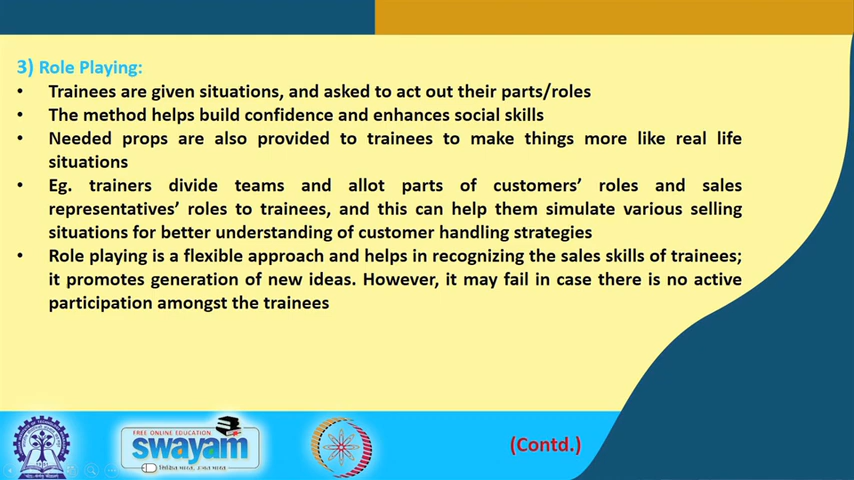 3) Role Playing:
• Trainees are given situations, and asked to act out their parts/roles
• The method helps build confidence and enhances social skills
• Needed props are also provided to trainees to make things more like real life
situations
• Eg. trainers divide teams and allot parts of customers' roles and sales
representatives' roles to trainees, and this can help them simulate various selling
situations for better understanding of customer handling strategies
• Role playing is a flexible approach and helps in recognizing the sales skills of trainees;
it promotes generation of new ideas. However, it may fail in case there is no active
participation amongst the trainees
FREE ONLINE EDUCATION
swayam
शिक्षित भारत, उन्नत भारत
(Contd.)